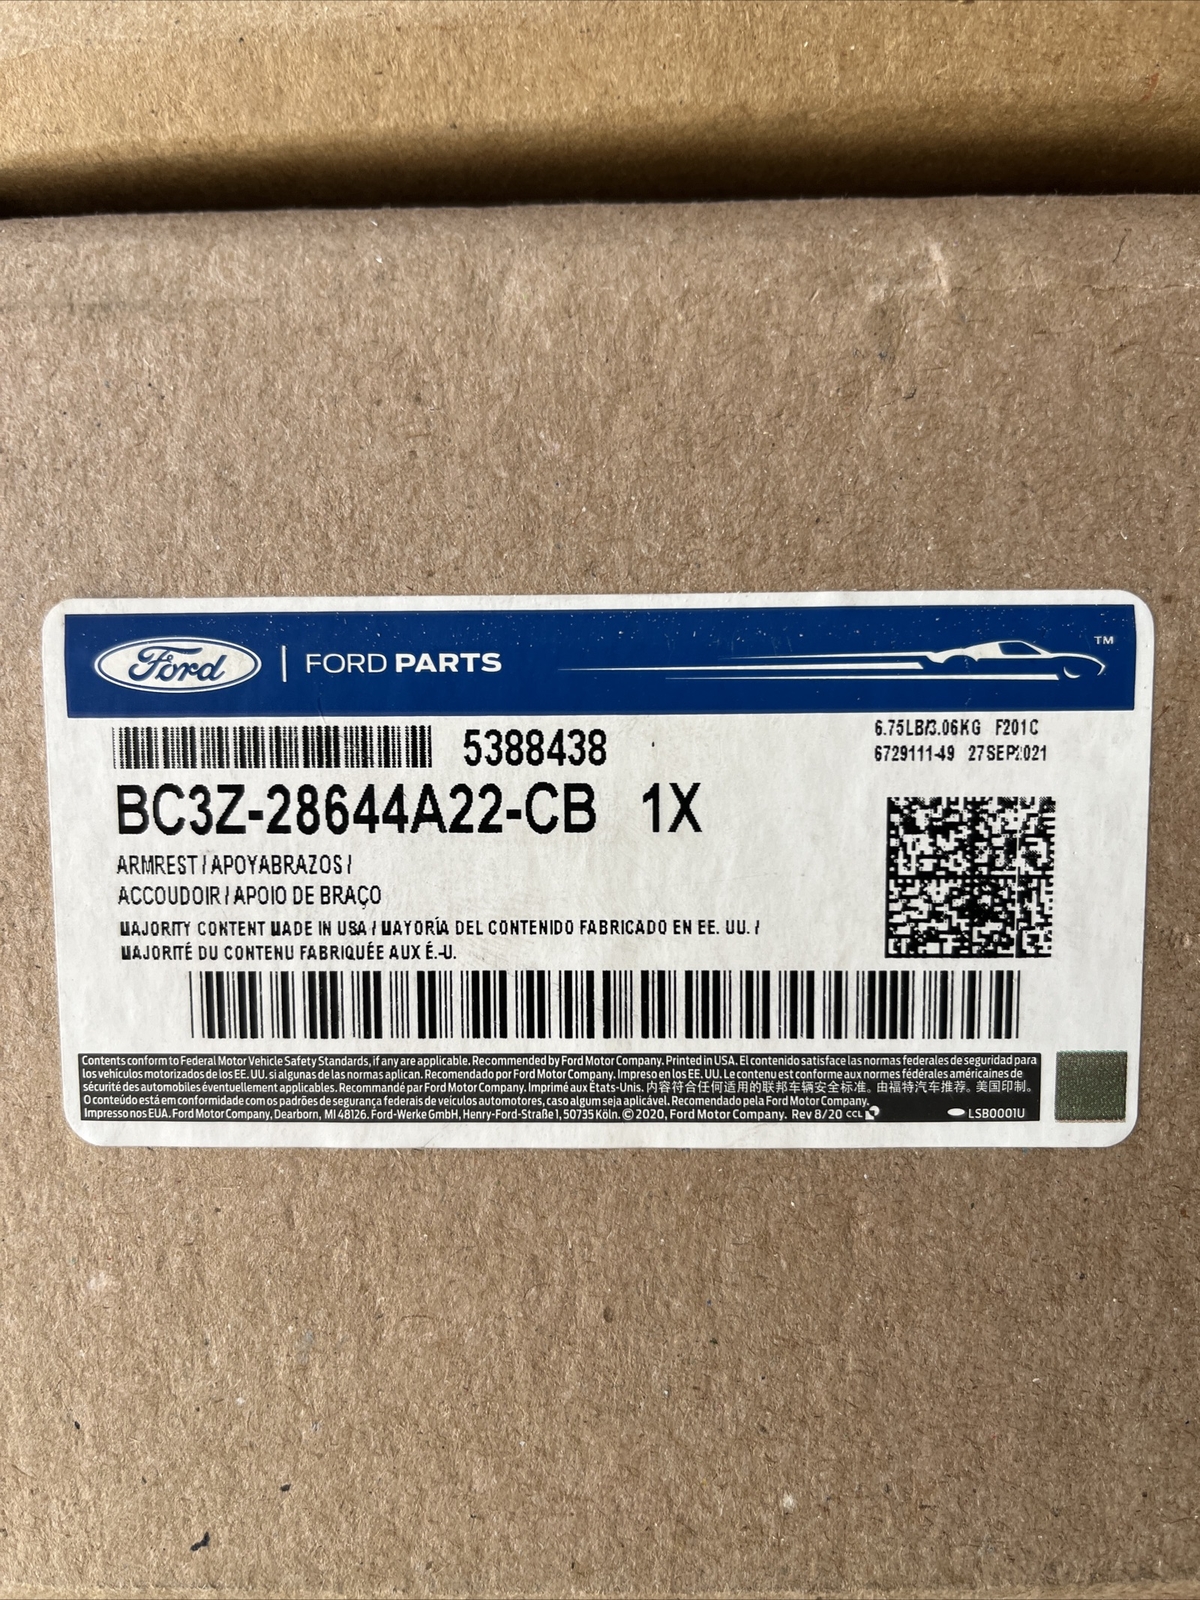 Ford | FORD PARTS
TM
5388438
6.75LB/3.06KG F201C
6729111-49 27SEP2021
BC3Z-28644A22-CB 1X
ARMREST / APOYABRAZOS /
ACCOUDOIR / APOIO DE BRAÇO
MAJORITY CONTENT MADE IN USA / MAYORÍA DEL CONTENIDO FABRICADO EN EE. UU. /
MAJORITÉ DU CONTENU FABRIQUÉE AUX É.-U.
Contents conform to Federal Motor Vehicle Safety Standards, if any are applicable. Recommended by Ford Motor Company. Printed in USA. El contenido satisface las normas federales de seguridad para
los vehículos motorizados de los EE. UU. si algunas de las normas aplican. Recomendado por Ford Motor Company. Impreso en los EE. UU. Le contenu est conforme aux normes fédérales américaines de
sécurité des automobiles éventuellement applicables. Recommandé par Ford Motor Company. Imprimé aux États-Unis. 内容符合任何适用的联邦车辆安全标准。由福特汽车推荐。美国印制。
O conteúdo está em conformidade com os padrões de segurança federais de veículos automotores, caso algum seja aplicável. Recomendado pela Ford Motor Company.
Impresso nos EUA. Ford Motor Company, Dearborn, MI 48126. Ford-Werke GmbH, Henry-Ford-Straße 1, 50735 Köln. © 2020, Ford Motor Company. Rev 8/20 CCL LSB0001U